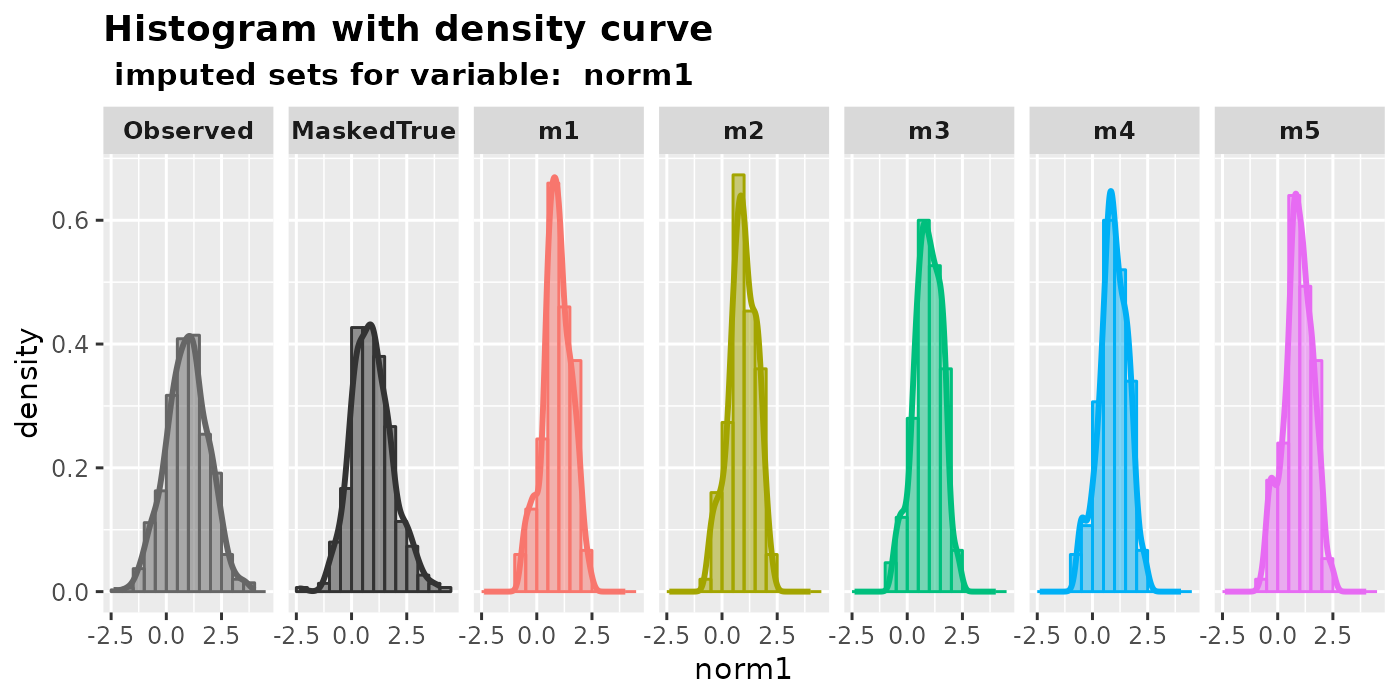 Histogram with density curve
imputed sets for variable:  norm1
Observed MaskedTrue m1 m2 m3 m4 m5
density
0.6
0.4
0.2
0.0
-2.5 0.0 2.5 -2.5 0.0 2.5 -2.5 0.0 2.5 -2.5 0.0 2.5 -2.5 0.0 2.5 -2.5 0.0 2.5 -2.5 0.0 2.5
norm1